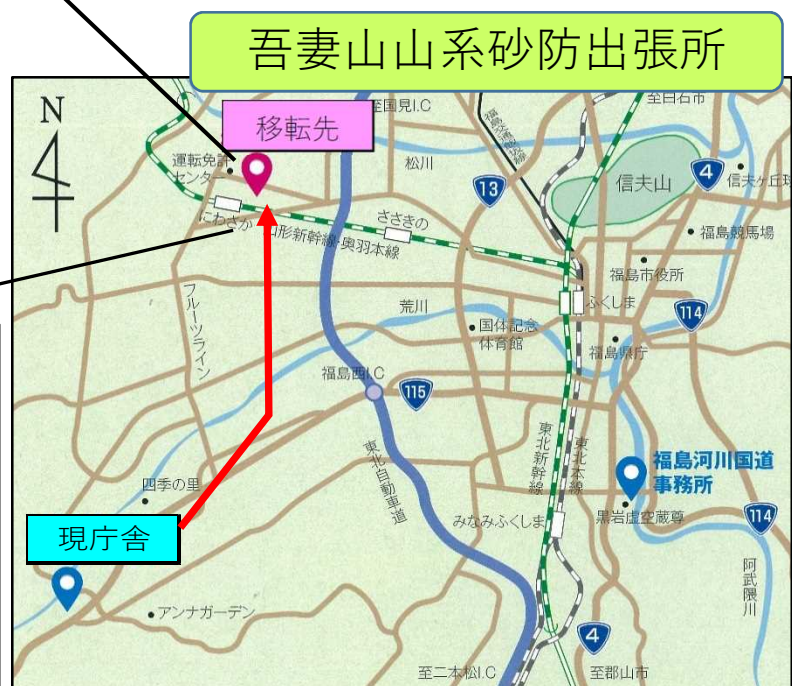 吾妻山山系砂防出張所
N
移転先
至国見I.C
至白石市
運転免許
センター
松川
13
信夫山
4
にわさか
山形新幹線・奥羽本線
ささきの
福島競馬場
福島市役所
フルーツライン
荒川
国体記念
体育館
ふくしま
114
福島県庁
福島西I.C
115
東北自動車道
東北新幹線
東北本線
福島河川国道
事務所
四季の里
現庁舎
みなみふくしま
黒岩虚空蔵尊
114
阿武隈川
アンナガーデン
4
至二本松I.C
至郡山市